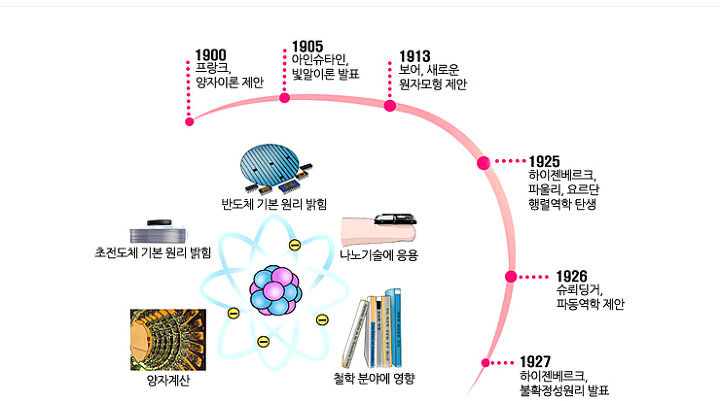 1900
프랑크,
양자이론 제안
1905
아인슈타인,
빛알이론 발표
1913
보어, 새로운
원자모형 제안
1925
하이젠베르크,
파울리, 요르단
행렬역학 탄생
1926
슈뢰딩거,
파동역학 제안
1927
하이젠베르크,
불확정성원리 발표
반도체 기본 원리 밝힘
초전도체 기본 원리 밝힘
나노기술에 응용
양자계산
철학 분야에 영향